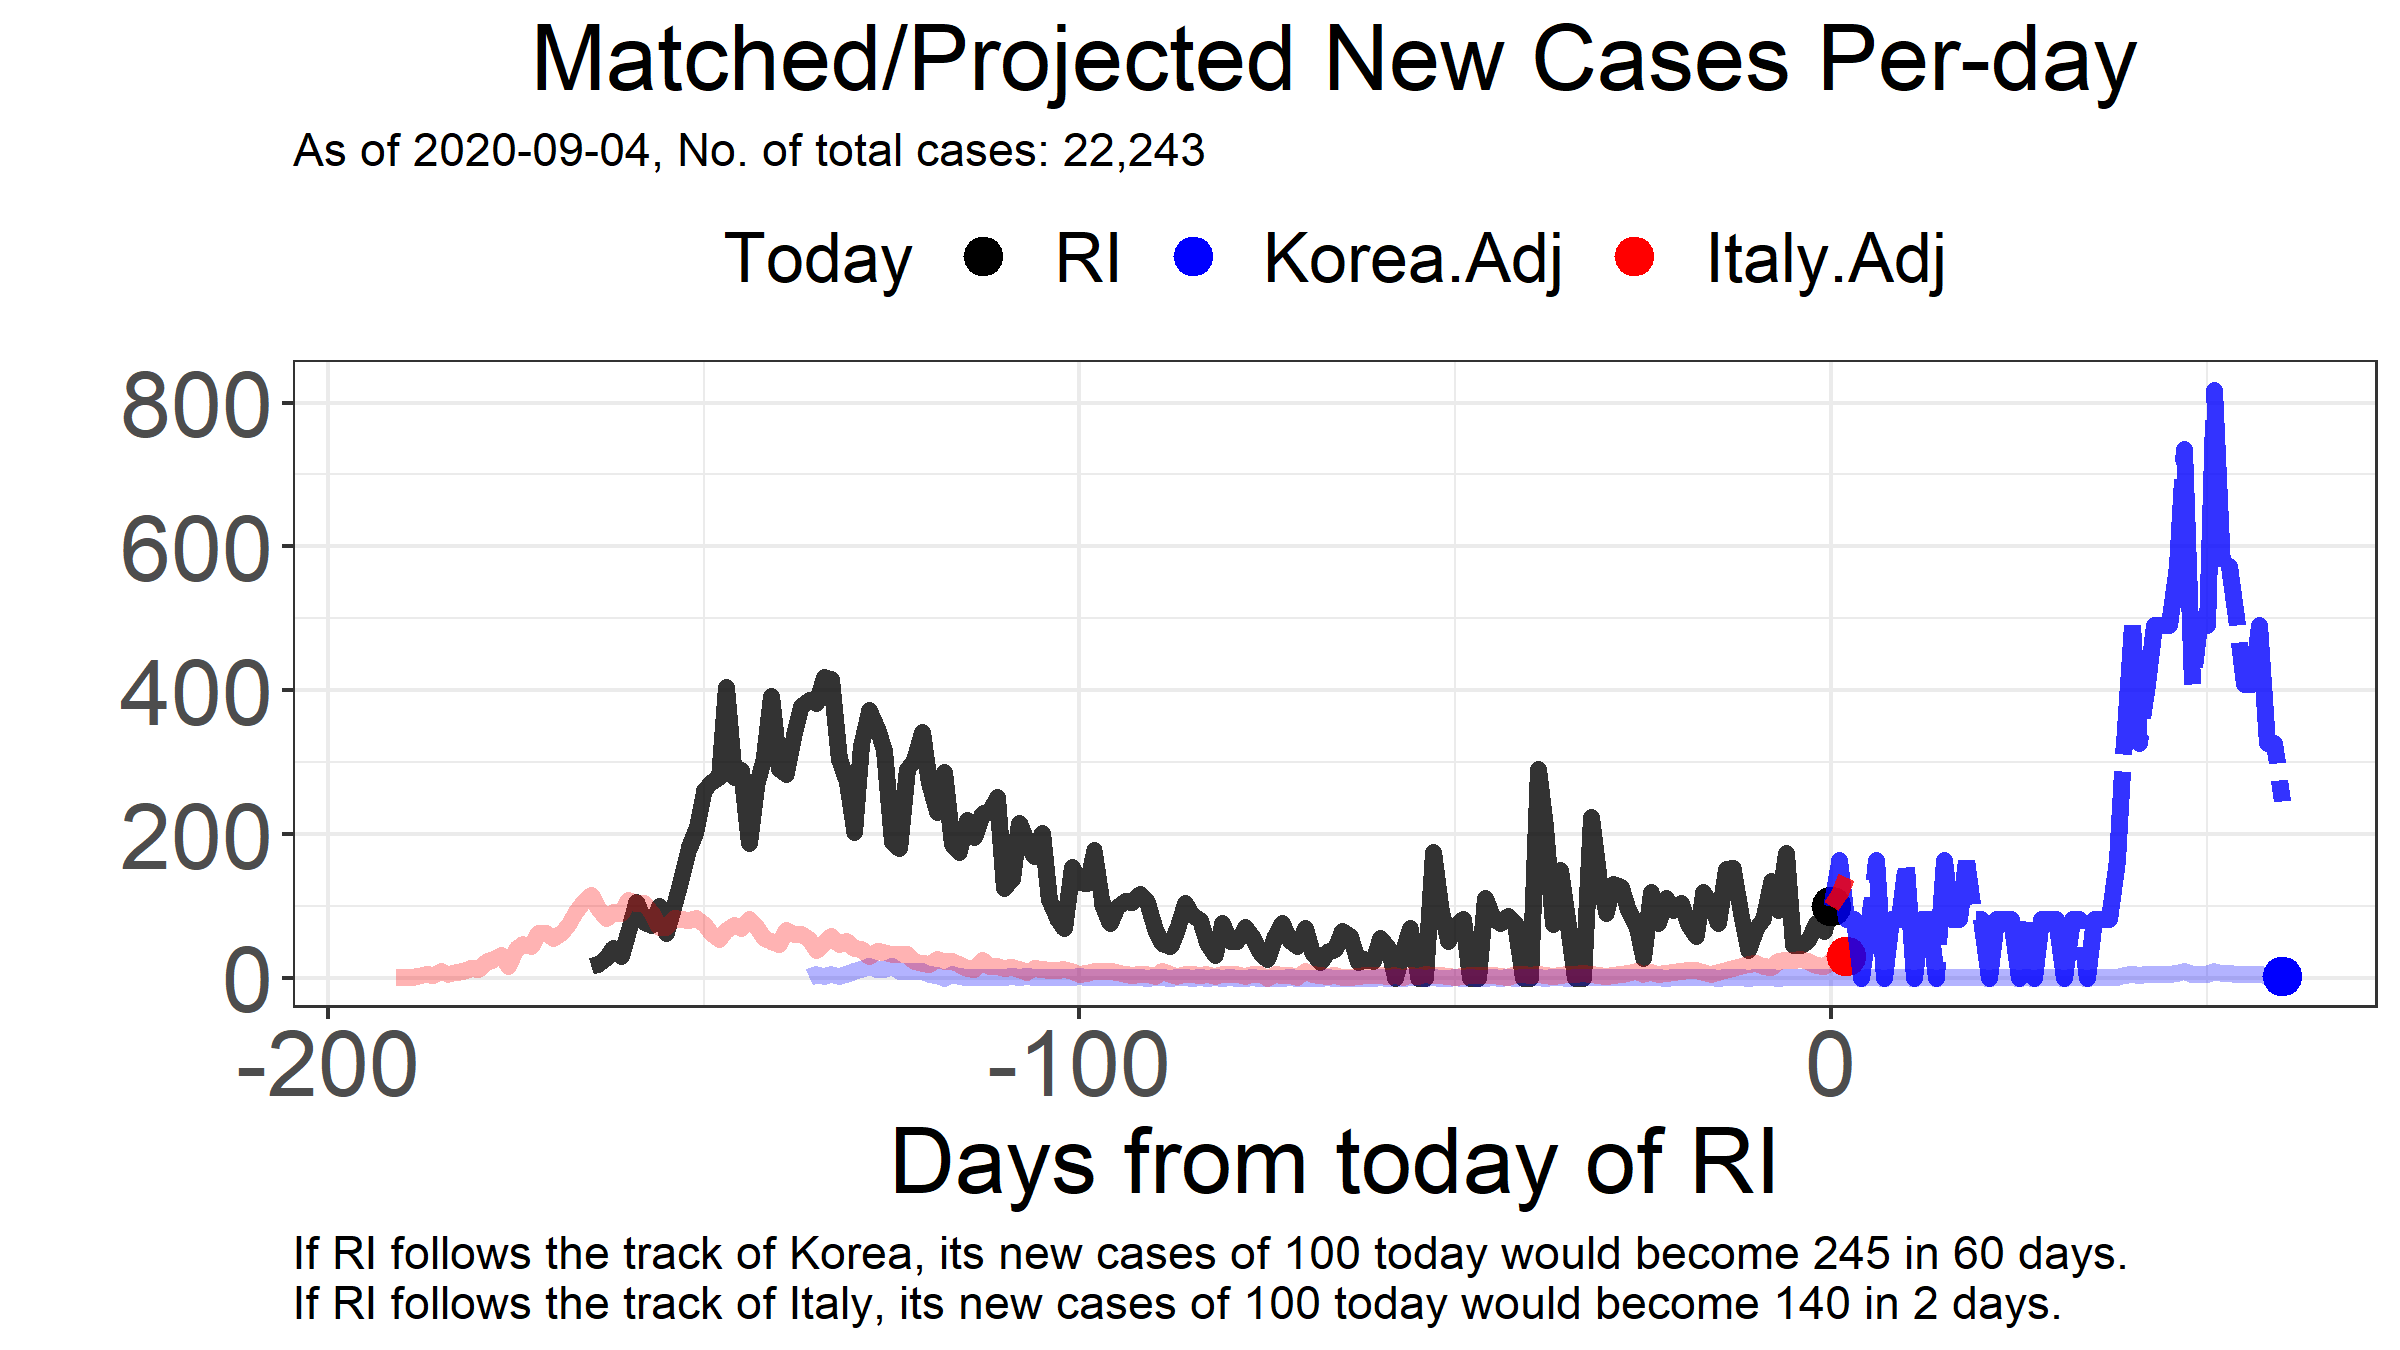 Matched/Projected New Cases Per-day
As of 2020-09-04, No. of total cases: 22,243
Today RI Korea.Adj Italy.Adj
800
600
400
200
0
-200 -100 0
Days from today of RI
If RI follows the track of Korea, its new cases of 100 today would become 245 in 60 days.
If RI follows the track of Italy, its new cases of 100 today would become 140 in 2 days.